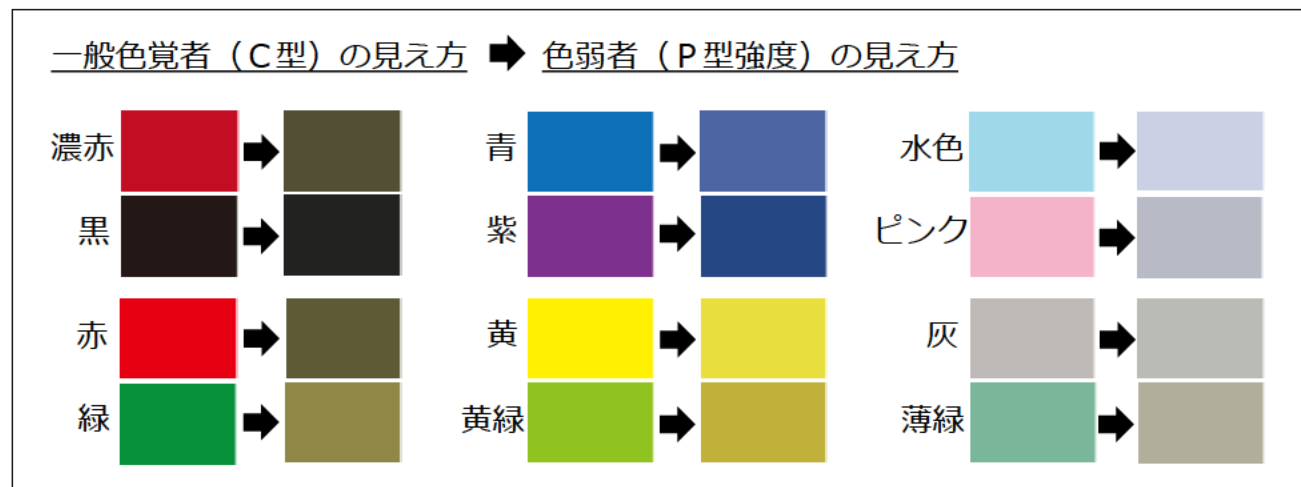 一般色覚者（C型）の見え方 ➡ 色弱者（P型強度）の見え方
濃赤 ➡ 青 ➡ 水色 ➡
黒 ➡ 紫 ➡ ピンク ➡
赤 ➡ 黄 ➡ 灰 ➡
緑 ➡ 黄緑 ➡ 薄緑 ➡